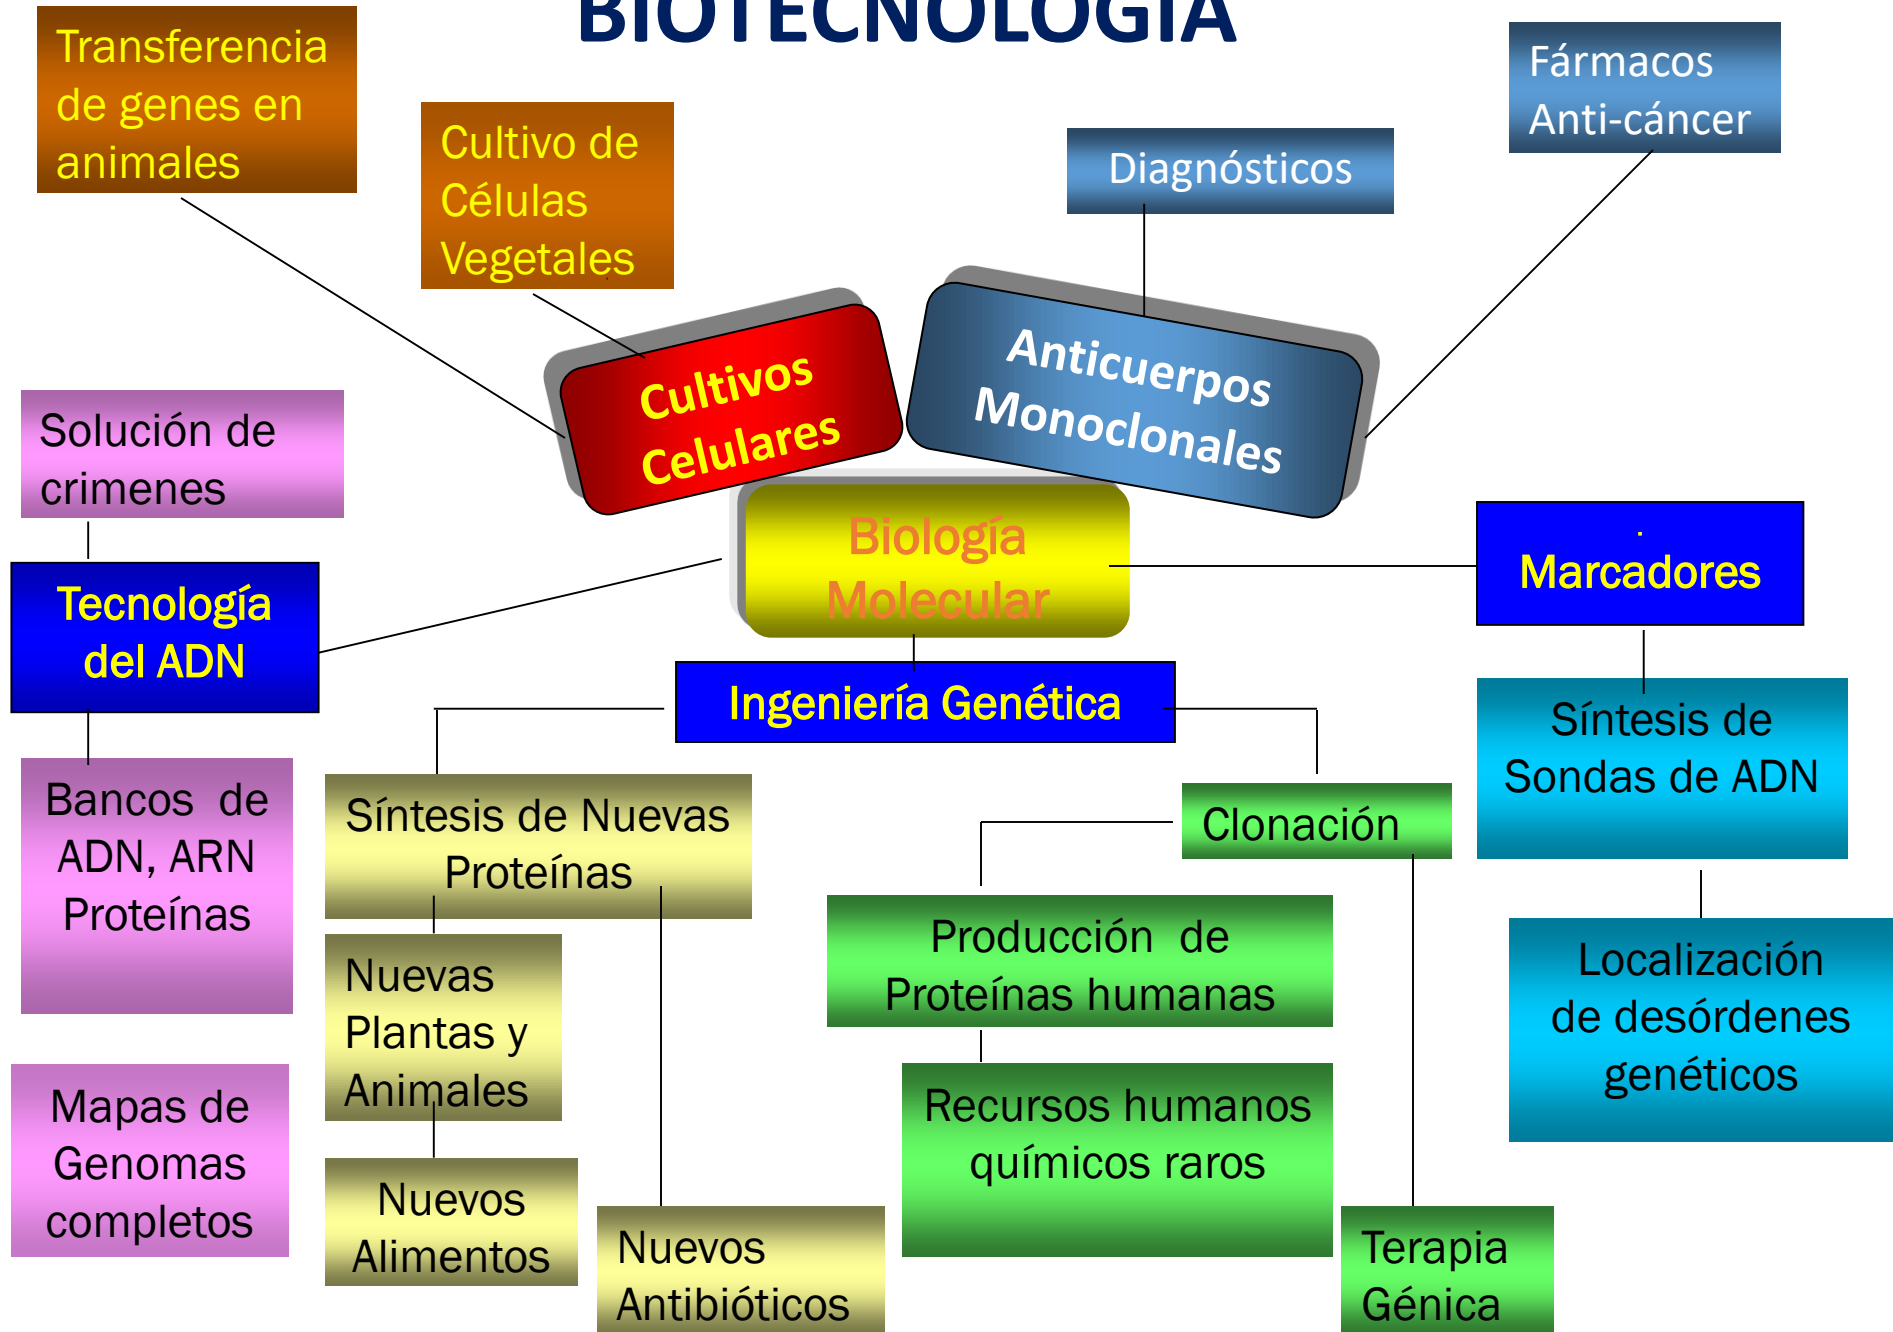 BIOTECNOLOGIA
Transferencia
de genes en
animales
Cultivo de
Células
Vegetales
Diagnósticos
Fármacos
Anti-cáncer
Cultivos
Celulares
Anticuerpos
Monoclonales
Solución de
crimenes
Biología
Molecular
.
Marcadores
Tecnología
del ADN
Ingeniería Genética
Síntesis de
Sondas de ADN
Bancos de
ADN, ARN
Proteínas
Síntesis de Nuevas
Proteínas
Clonación
Nuevas
Plantas y
Animales
Producción de
Proteínas humanas
Localización
de desórdenes
genéticos
Mapas de
Genomas
completos
Recursos humanos
químicos raros
Nuevos
Alimentos
Nuevos
Antibióticos
Terapia
Génica